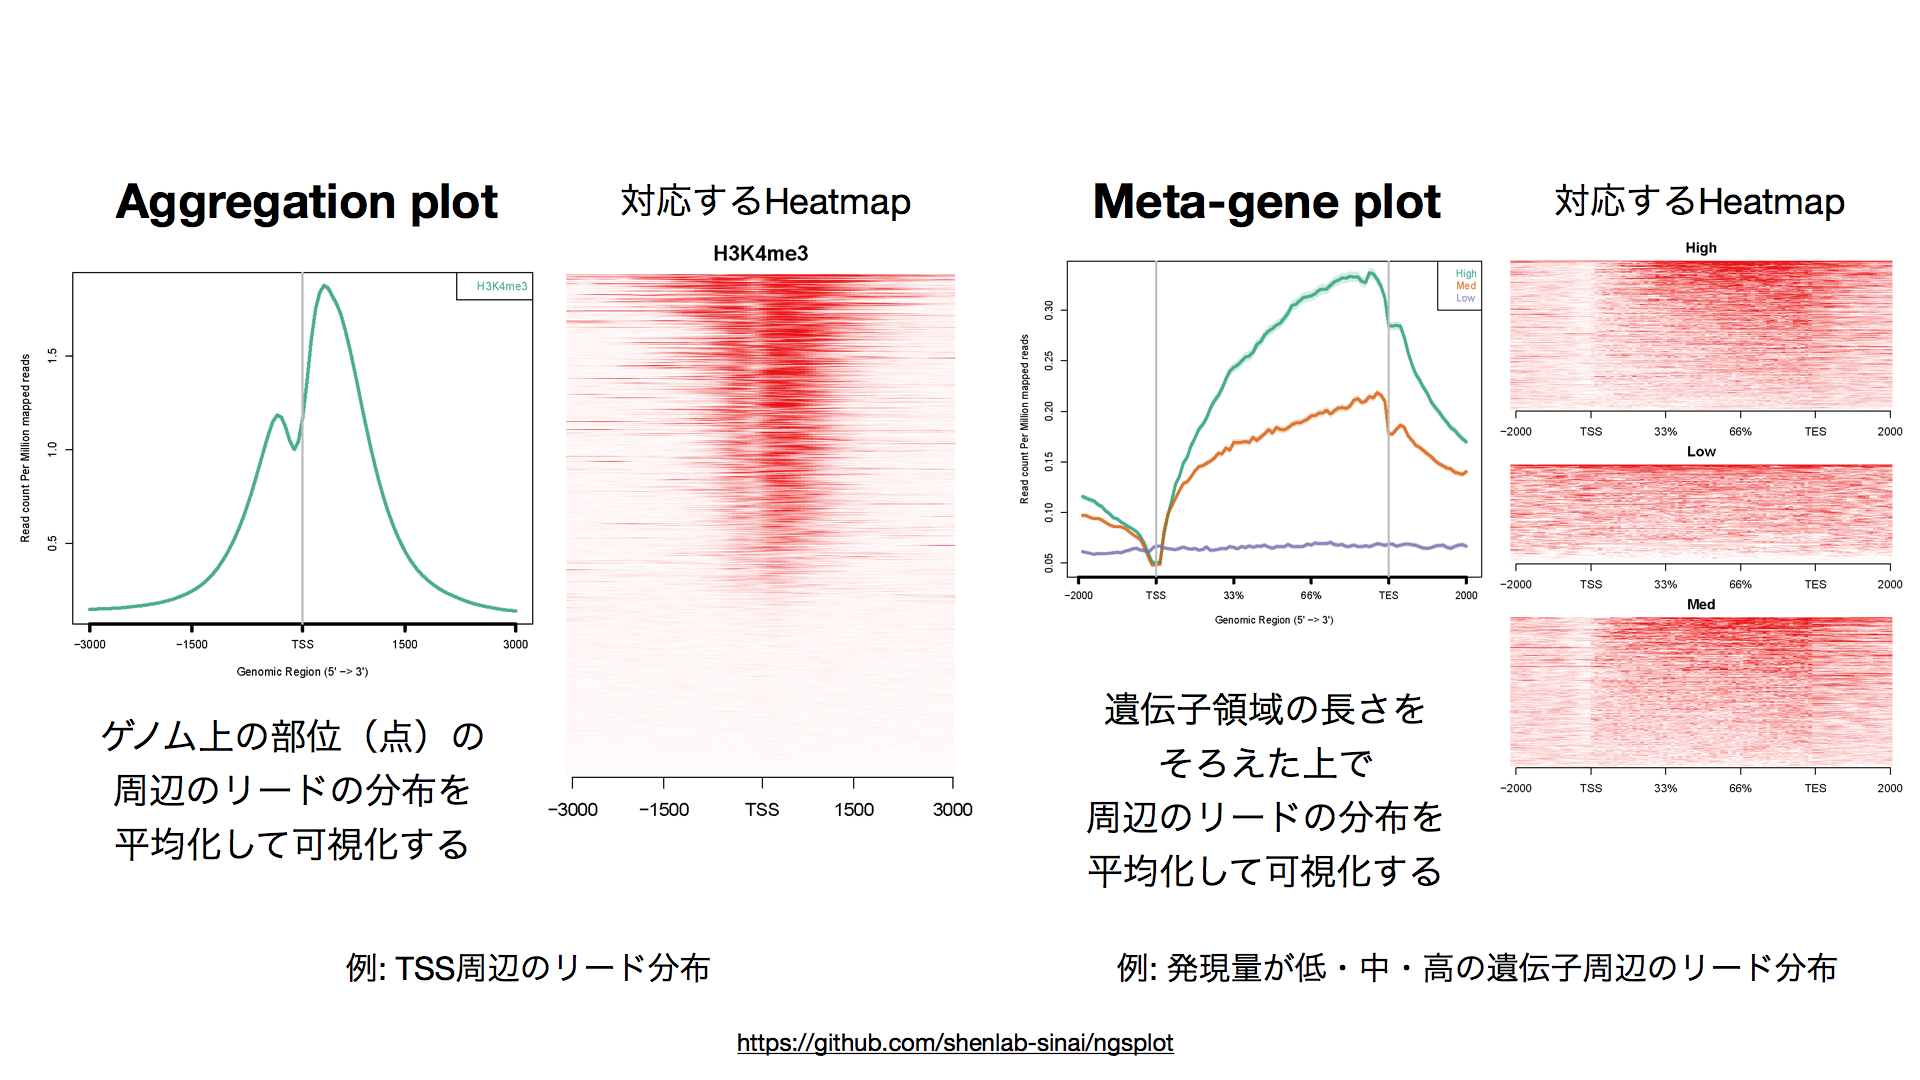 Aggregation plot
対応するHeatmap
H3K4me3
H3K4me3
Read count Per Million mapped reads
1.5
1.0
0.5
−3000
−1500
TSS
1500
3000
Genomic Region (5' −> 3')
−3000
−1500
TSS
1500
3000
ゲノム上の部位（点）の
周辺のリードの分布を
平均化して可視化する
例: TSS周辺のリード分布
Meta-gene plot
対応するHeatmap
High
Med
Low
Read count Per Million mapped reads
0.30
0.25
0.20
0.15
0.10
0.05
−2000
TSS
33%
66%
TES
2000
Genomic Region (5' −> 3')
High
−2000
TSS
33%
66%
TES
2000
Low
−2000
TSS
33%
66%
TES
2000
Med
−2000
TSS
33%
66%
TES
2000
遺伝子領域の長さを
そろえた上で
周辺のリードの分布を
平均化して可視化する
例: 発現量が低・中・高の遺伝子周辺のリード分布
https://github.com/shenlab-sinai/ngsplot